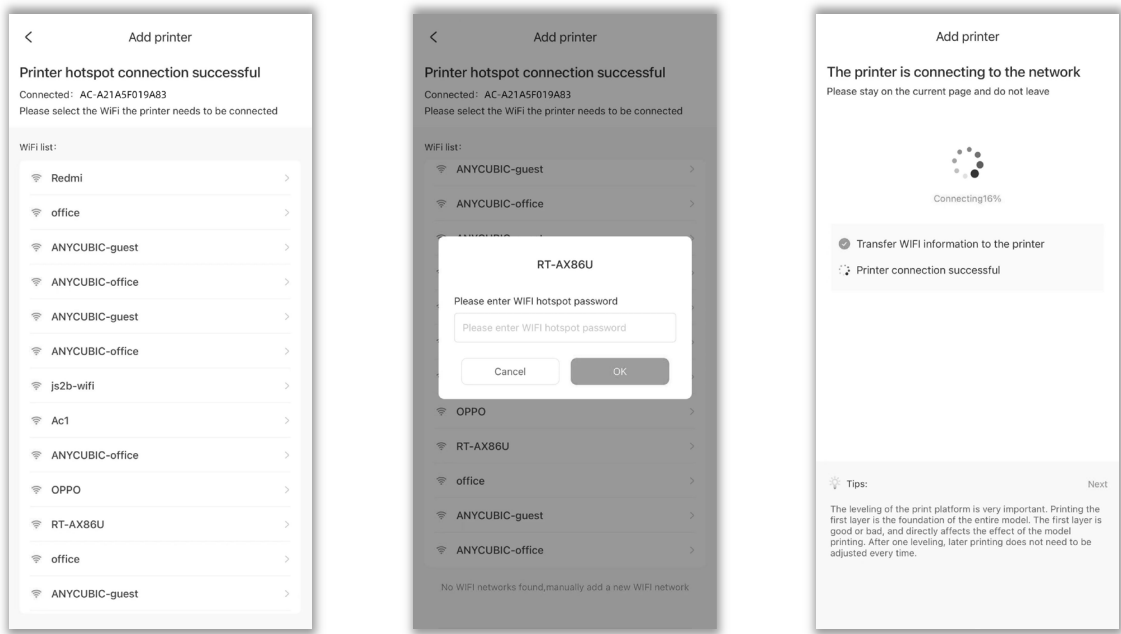 Add printer
Printer hotspot connection successful
Connected: AC-A21A5F019A83
Please select the WiFi the printer needs to be connected
WiFi list:
Redmi
office
ANYCUBIC-guest
ANYCUBIC-office
ANYCUBIC-guest
ANYCUBIC-office
js2b-wifi
Ac1
ANYCUBIC-office
OPPO
RT-AX86U
office
ANYCUBIC-guest
Add printer
Printer hotspot connection successful
Connected: AC-A21A5F019A83
Please select the WiFi the printer needs to be connected
WiFi list:
ANYCUBIC-guest
ANYCUBIC-office
RT-AX86U
Please enter WIFI hotspot password
Please enter WIFI hotspot password
Cancel
OK
OPPO
RT-AX86U
office
ANYCUBIC-guest
ANYCUBIC-office
No WIFI networks found,manually add a new WIFI network
Add printer
The printer is connecting to the network
Please stay on the current page and do not leave
Connecting16%
Transfer WIFI information to the printer
Printer connection successful
Tips:
Next
The leveling of the print platform is very important. Printing the
first layer is the foundation of the entire model. The first layer is
good or bad, and directly affects the effect of the model
printing. After one leveling, later printing does not need to be
adjusted every time.